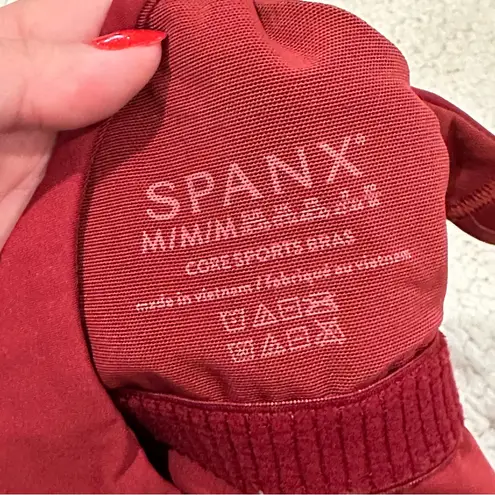 SPANX®
M/M/M
CORE SPORTS BRAS
made in vietnam / fabriqué au vietnam